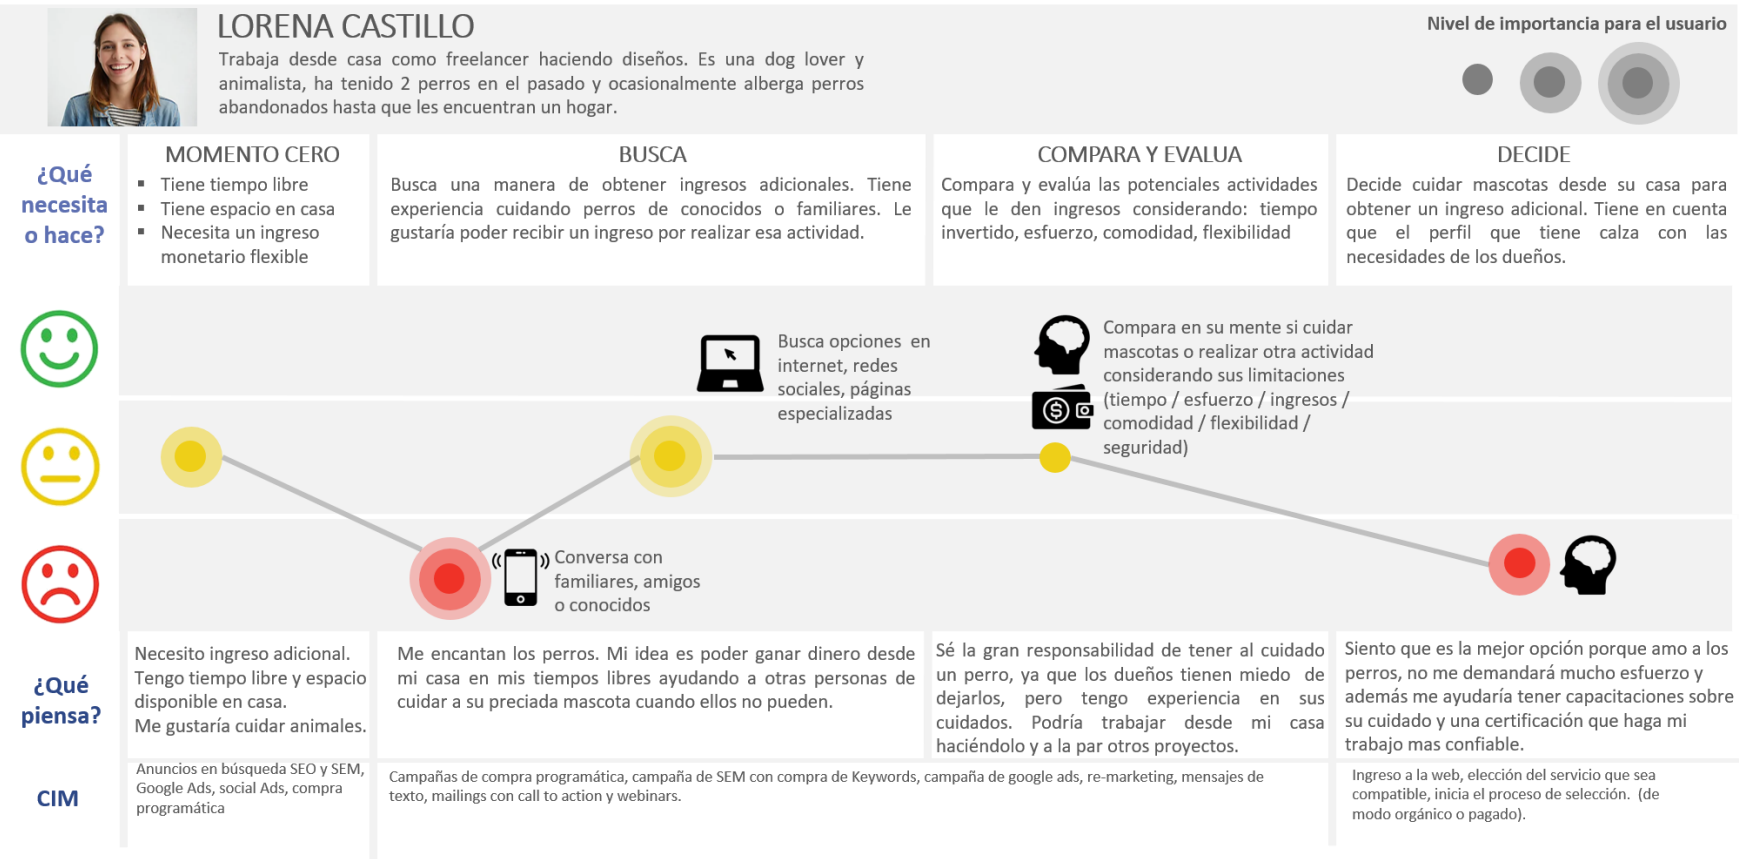 LORENA CASTILLO
Trabaja desde casa como freelancer haciendo diseños. Es una dog lover y
animalista, ha tenido 2 perros en el pasado y ocasionalmente alberga perros
abandonados hasta que les encuentran un hogar.
Nivel de importancia para el usuario
¿Qué
necesita
o hace?
MOMENTO CERO
▪ Tiene tiempo libre
▪ Tiene espacio en casa
▪ Necesita un ingreso
monetario flexible
BUSCA
Busca una manera de obtener ingresos adicionales. Tiene
experiencia cuidando perros de conocidos o familiares. Le
gustaría poder recibir un ingreso por realizar esa actividad.
COMPARA Y EVALUA
Compara y evalúa las potenciales actividades
que le den ingresos considerando: tiempo
invertido, esfuerzo, comodidad, flexibilidad
DECIDE
Decide cuidar mascotas desde su casa para
obtener un ingreso adicional. Tiene en cuenta
que el perfil que tiene calza con las
necesidades de los dueños.
Busca opciones en
internet, redes
sociales, páginas
especializadas
Compara en su mente si cuidar
mascotas o realizar otra actividad
considerando sus limitaciones
(tiempo / esfuerzo / ingresos /
comodidad / flexibilidad /
seguridad)
$
Conversa con
familiares, amigos
o conocidos
¿Qué
piensa?
Necesito ingreso adicional.
Tengo tiempo libre y espacio
disponible en casa.
Me gustaría cuidar animales.
Me encantan los perros. Mi idea es poder ganar dinero desde
mi casa en mis tiempos libres ayudando a otras personas de
cuidar a su preciada mascota cuando ellos no pueden.
Sé la gran responsabilidad de tener al cuidado
un perro, ya que los dueños tienen miedo de
dejarlos, pero tengo experiencia en sus
cuidados. Podría trabajar desde mi casa
haciéndolo y a la par otros proyectos.
Siento que es la mejor opción porque amo a los
perros, no me demandará mucho esfuerzo y
además me ayudaría tener capacitaciones sobre
su cuidado y una certificación que haga mi
trabajo mas confiable.
CIM
Anuncios en búsqueda SEO y SEM,
Google Ads, social Ads, compra
programática
Campañas de compra programática, campaña de SEM con compra de Keywords, campaña de google ads, re-marketing, mensajes de
texto, mailings con call to action y webinars.
Ingreso a la web, elección del servicio que sea
compatible, inicia el proceso de selección. (de
modo orgánico o pagado).